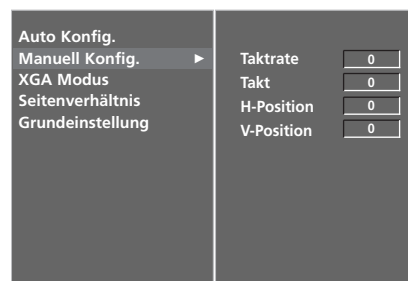 Auto Konfig.
Manuell Konfig. ►
XGA Modus
Seitenverhältnis
Grundeinstellung
Taktrate 0
Takt 0
H-Position 0
V-Position 0